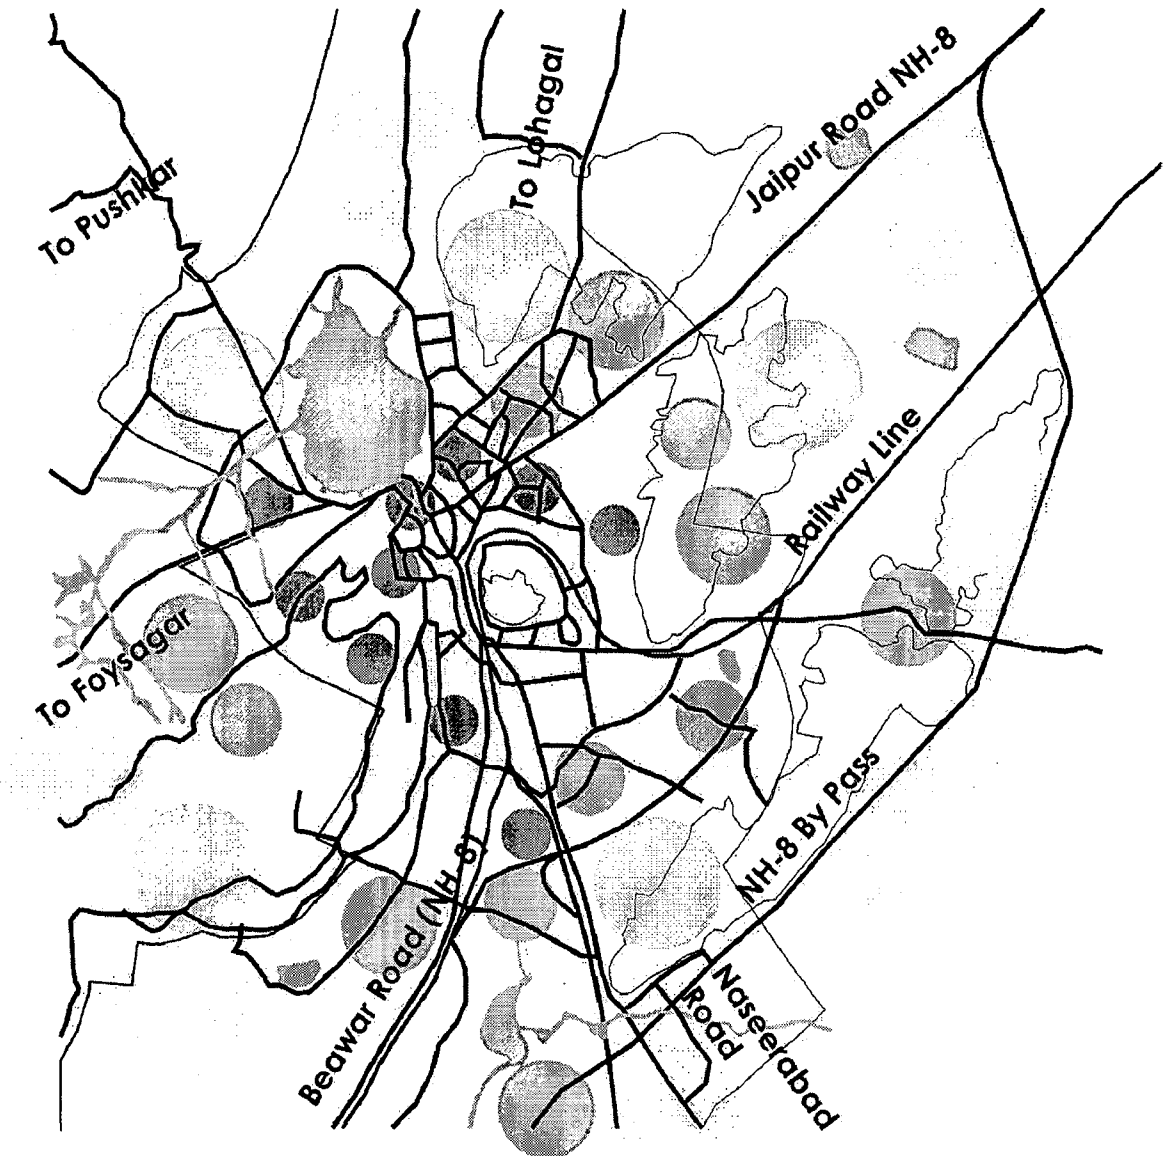 To Pushkar
To Lohagal
Jaipur Road NH-8
Railway Line
To Foysagar
NH-8 By Pass
Beawar Road (NH-8)
Naseerabad
Road